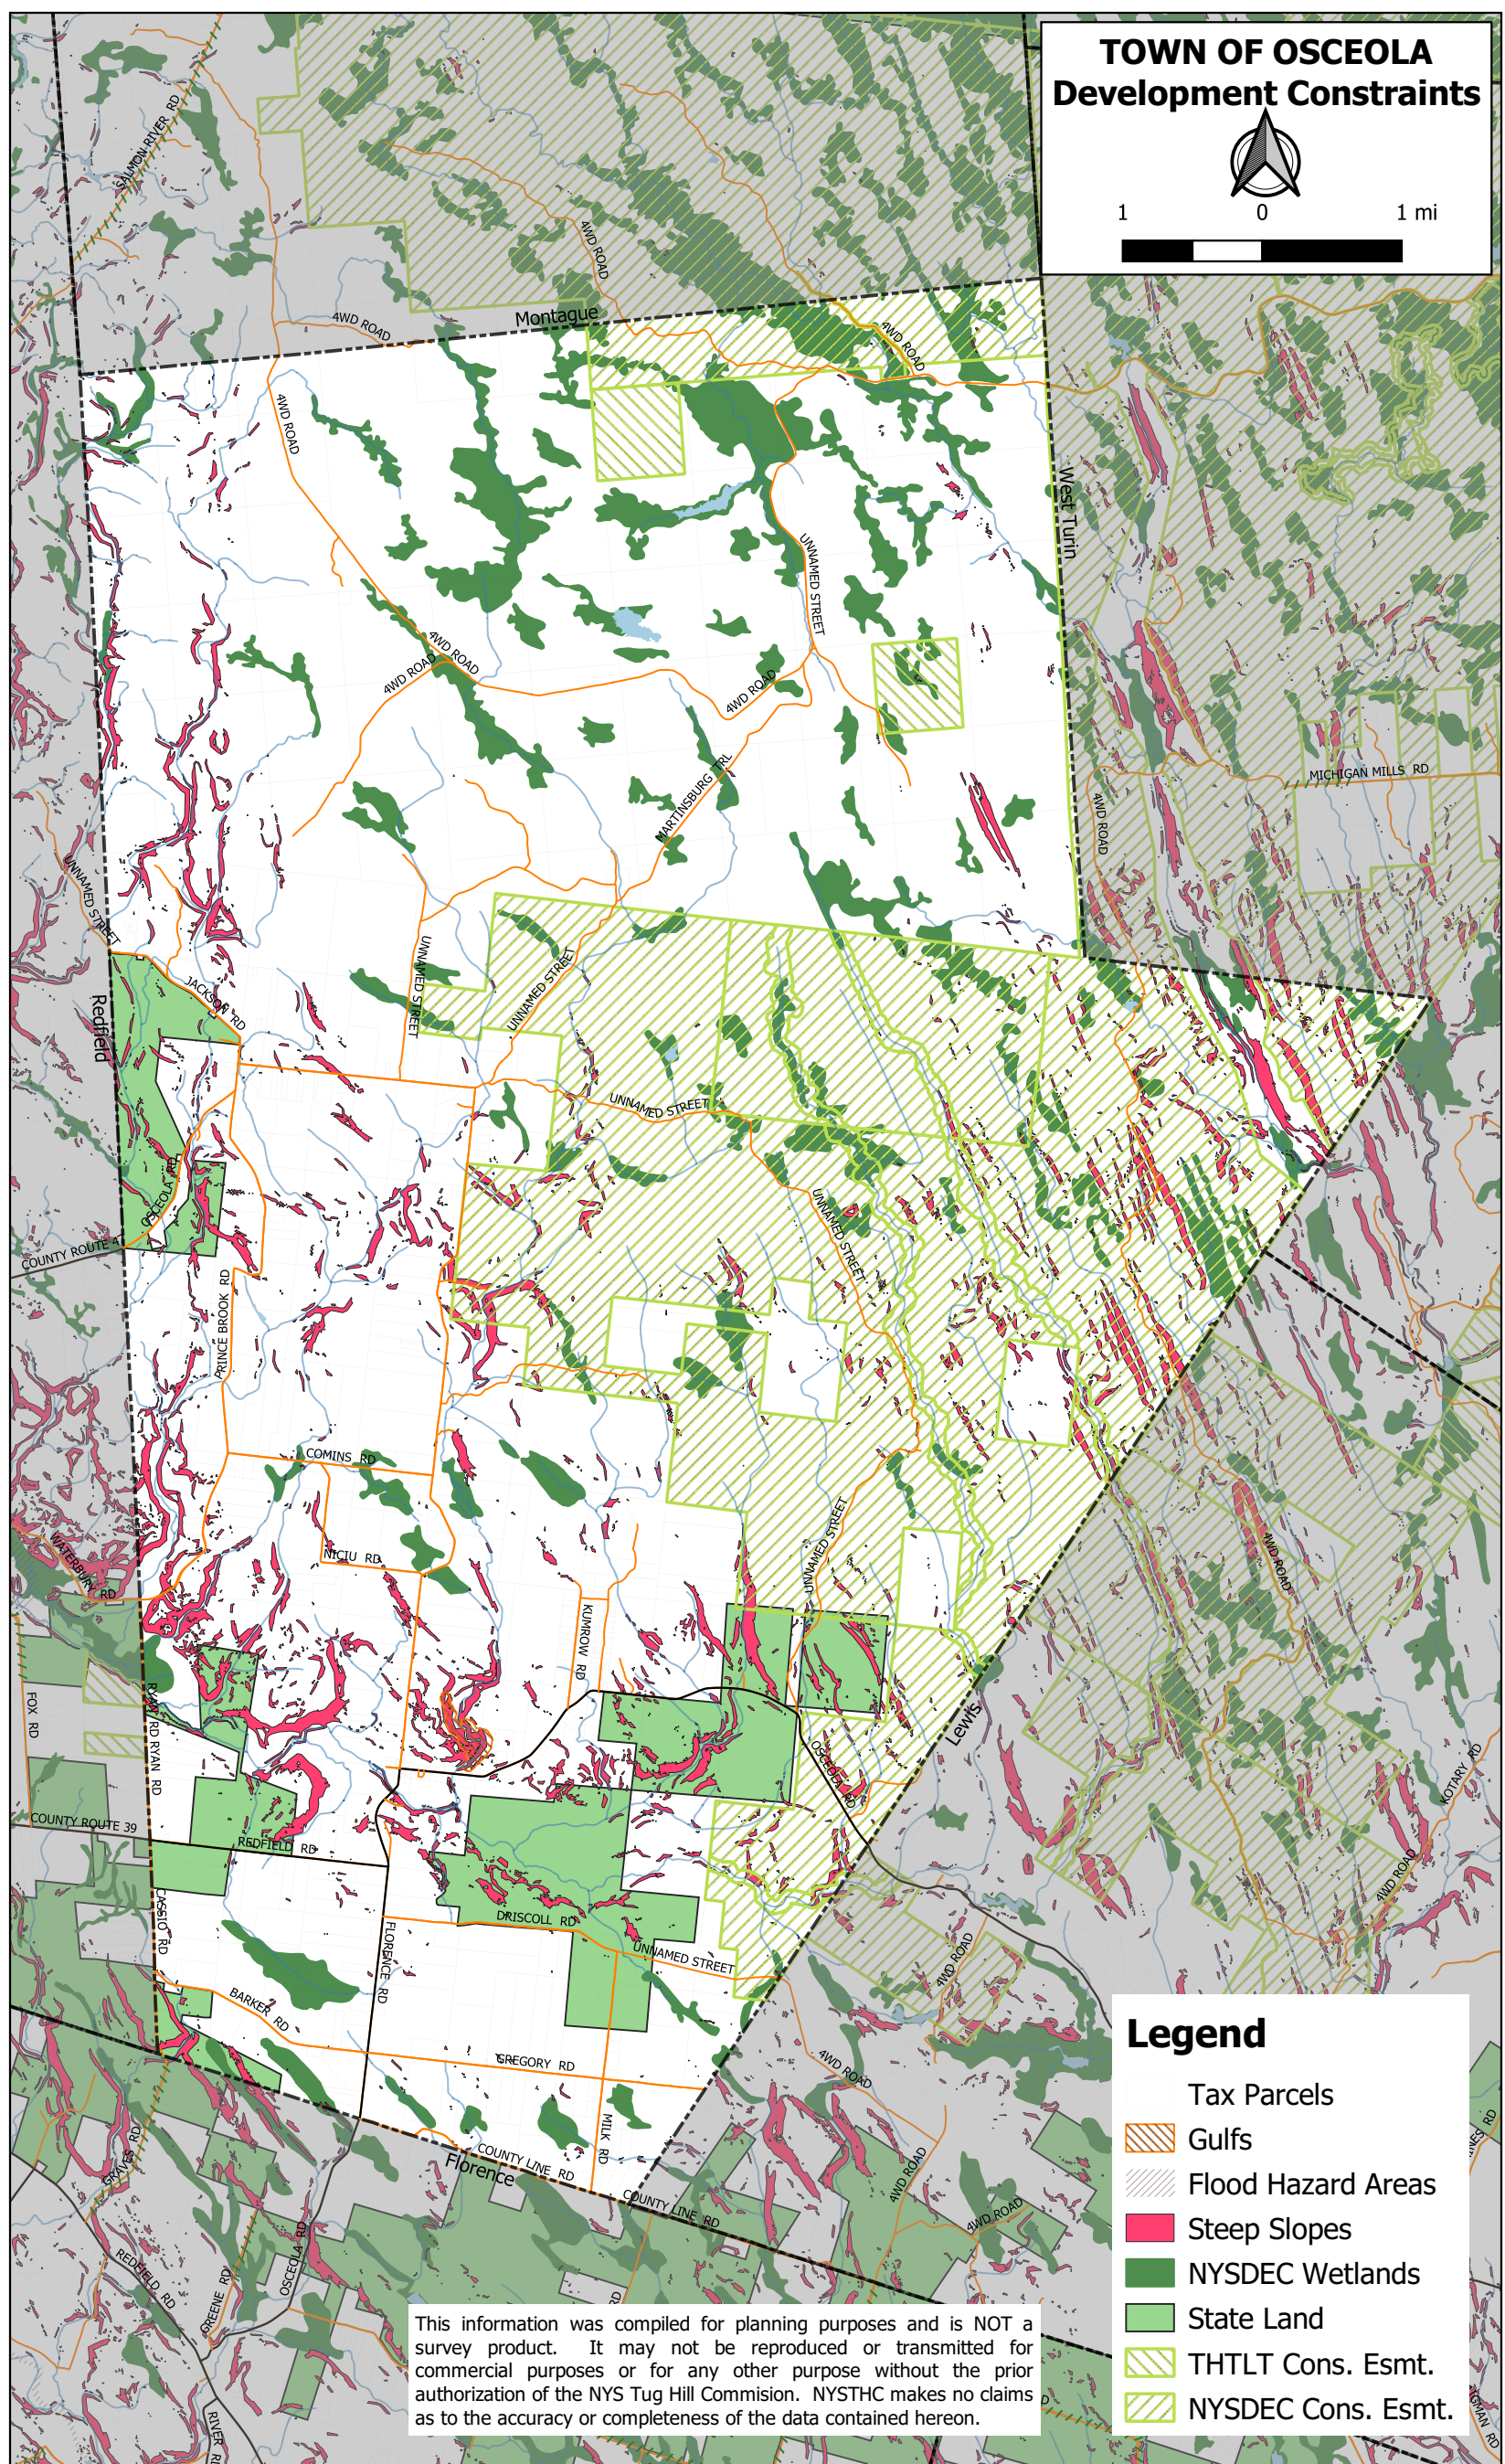 TOWN OF OSCEOLA
Development Constraints
1 0 1 mi
SALMON RIVER RD
4WD ROAD
4WD ROAD
Montague
4WD ROAD
4WD ROAD
West Turin
UNNAMED STREET
4WD ROAD
4WD ROAD
4WD ROAD
MARTINSBURG TRL
MICHIGAN MILLS RD
4WD ROAD
UNNAMED STREET
UNNAMED STREET
UNNAMED STREET
JACKSON RD
Redfield
UNNAMED STREET
OSCEOLA RD
COUNTY ROUTE 47
UNNAMED STREET
PRINCE BROOK RD
COMINS RD
NICIU RD
WATERBURY RD
UNNAMED STREET
4WD ROAD
KUMROW RD
FOX RD
RYAN RD
RYAN RD
Lewis
OSCEOLA RD
KOTARY RD
COUNTY ROUTE 39
REDFIELD RD
4WD ROAD
CASSIO RD
FLORENCE RD
DRISCOLL RD
UNNAMED STREET
4WD ROAD
BARKER RD
GREGORY RD
4WD ROAD
MILK RD
COUNTY LINE RD
Florence
COUNTY LINE RD
4WD ROAD
4WD ROAD
GRAVES RD
REDFIELD RD
GREENE RD
OSCEOLA RD
RD
RIVER RD
Legend
Tax Parcels
Gulfs
Flood Hazard Areas
Steep Slopes
NYSDEC Wetlands
State Land
THTLT Cons. Esmt.
NYSDEC Cons. Esmt.
This information was compiled for planning purposes and is NOT a
survey product. It may not be reproduced or transmitted for
commercial purposes or for any other purpose without the prior
authorization of the NYS Tug Hill Commision. NYSTHC makes no claims
as to the accuracy or completeness of the data contained hereon.